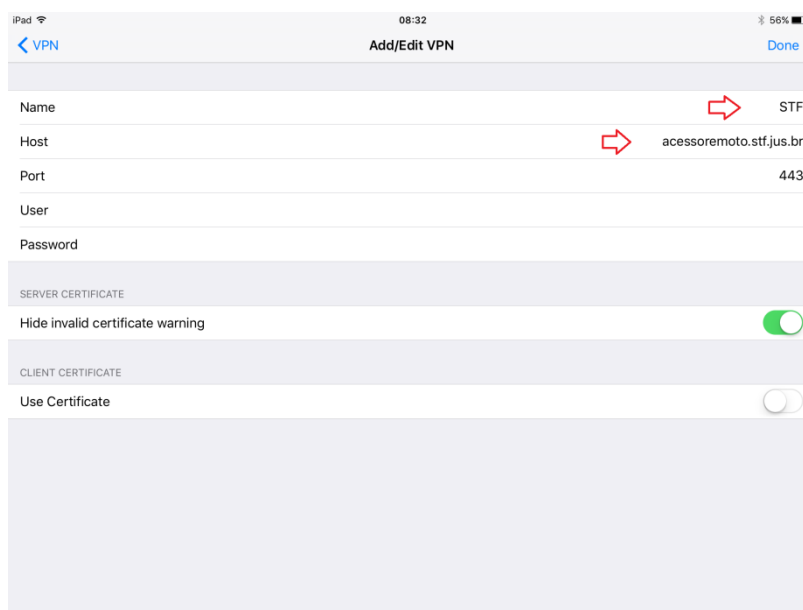 iPad 08:32 56%
VPN Add/Edit VPN Done
Name STF
Host acessoremoto.stf.jus.br
Port 443
User
Password
SERVER CERTIFICATE
Hide invalid certificate warning
CLIENT CERTIFICATE
Use Certificate